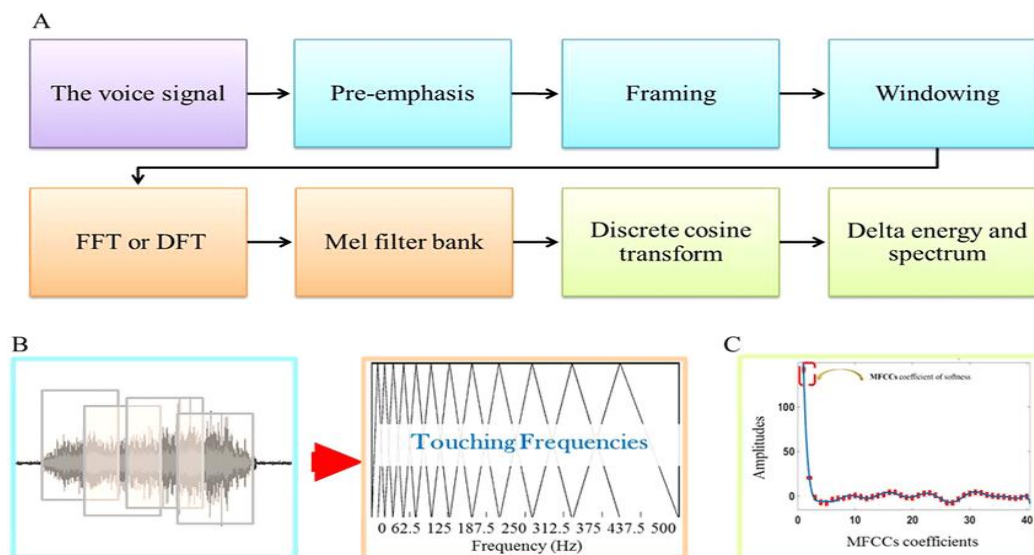 A
The voice signal
Pre-emphasis
Framing
Windowing
FFT or DFT
Mel filter bank
Discrete cosine
transform
Delta energy and
spectrum
B
Touching Frequencies
0 62.5 125 187.5 250 312.5 375 437.5 500
Frequency (Hz)
C
MFCCs coefficient of softness
Amplitudes
100
50
0
0 10 20 30 40
MFCCs coefficients